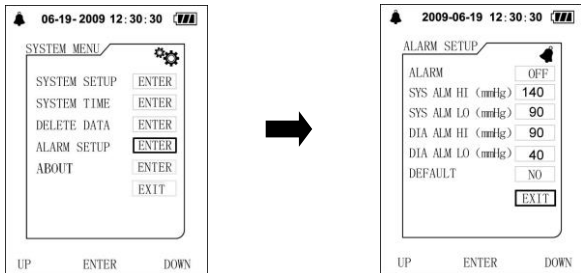 06-19-2009 12:30:30
SYSTEM MENU
SYSTEM SETUP ENTER
SYSTEM TIME ENTER
DELETE DATA ENTER
ALARM SETUP ENTER
ABOUT ENTER
EXIT
UP ENTER DOWN
2009-06-19 12:30:30
ALARM SETUP
ALARM OFF
SYS ALM HI (mmHg) 140
SYS ALM LO (mmHg) 90
DIA ALM HI (mmHg) 90
DIA ALM LO (mmHg) 40
DEFAULT NO
EXIT
UP ENTER DOWN